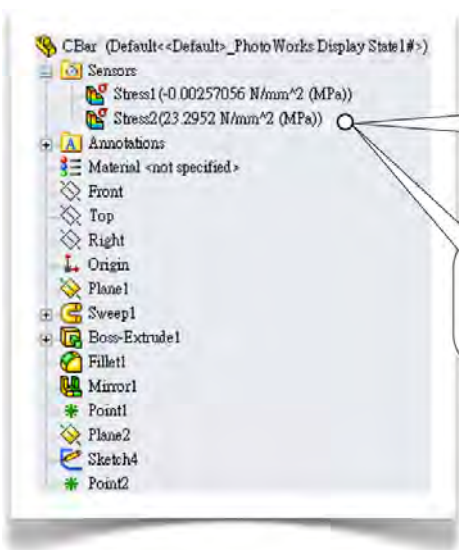 CBar (Default<<Default>_PhotoWorks Display State1#>)
Sensors
Stress1(-0.00257056 N/mm^2 (MPa))
Stress2(23.2952 N/mm^2 (MPa))
A Annotations
Material <not specified>
Front
Top
Right
Origin
Plane1
Sweep1
Boss-Extrude1
Fillet1
Mirror1
Point1
Plane2
Sketch4
Point2